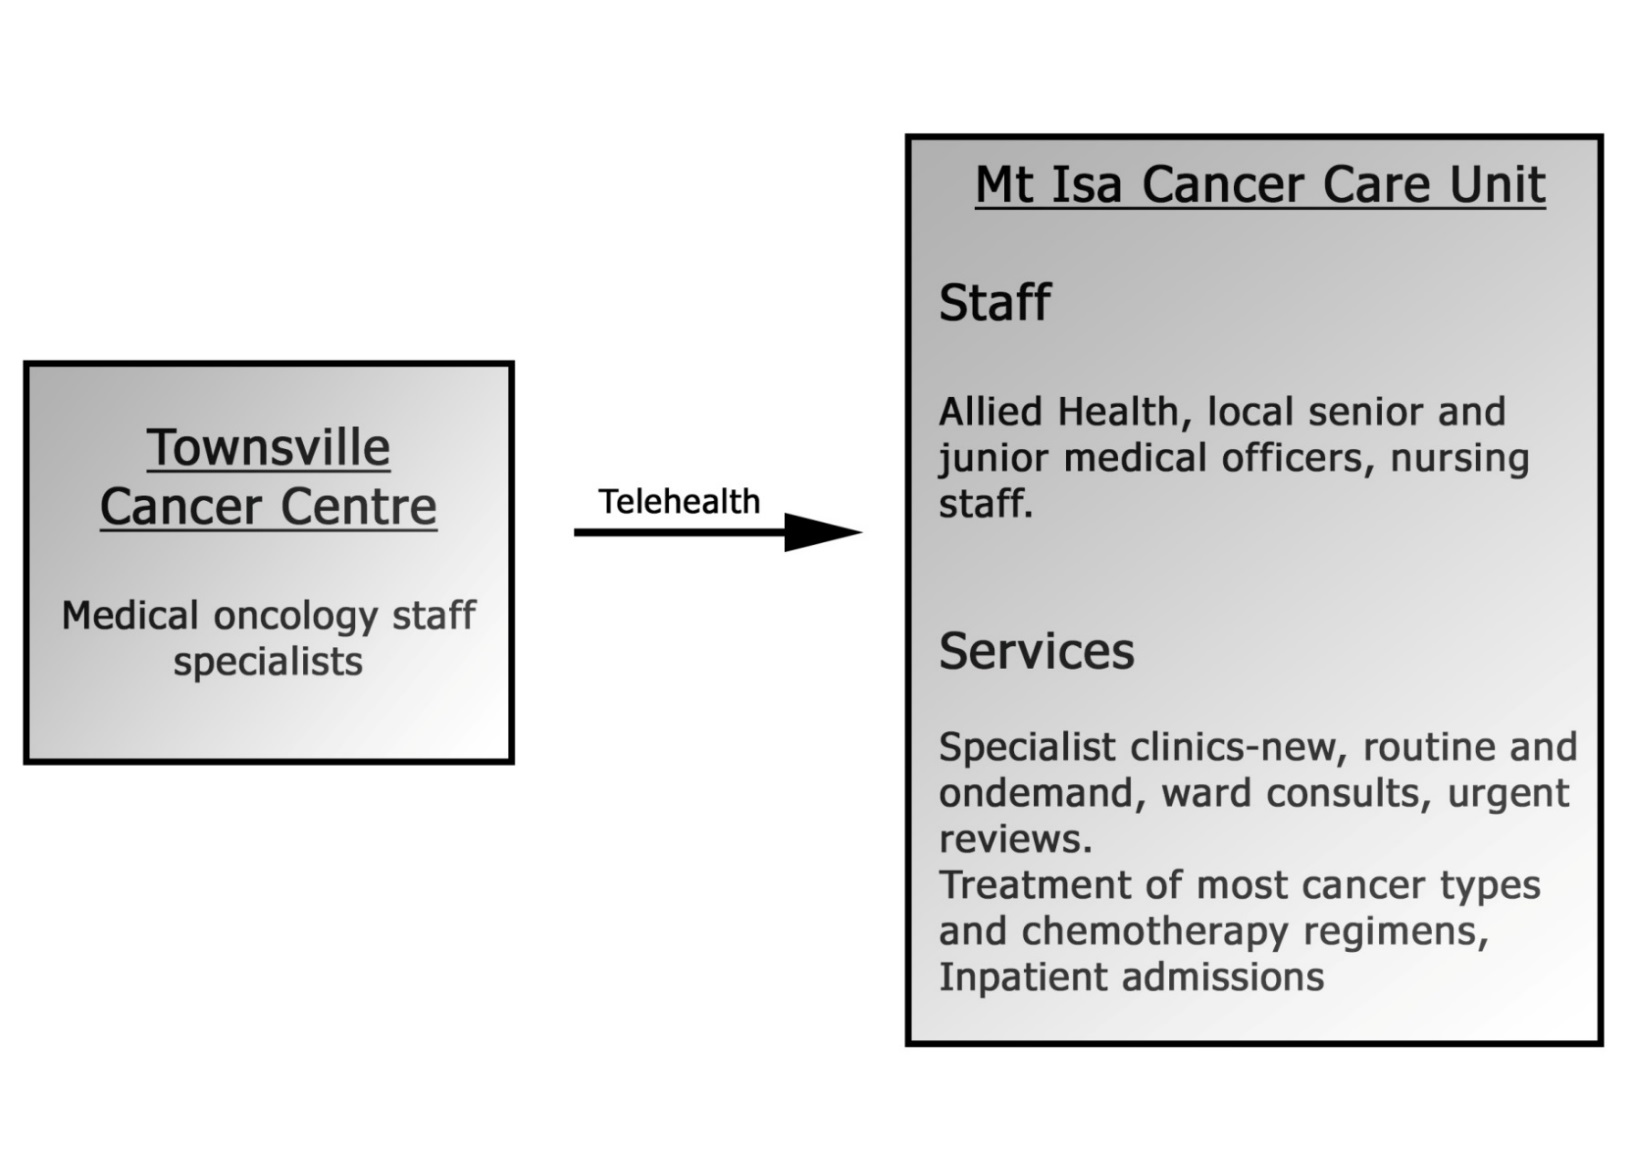 Townsville
Cancer Centre
Medical oncology staff
specialists
Telehealth
Mt Isa Cancer Care Unit
Staff
Allied Health, local senior and
junior medical officers, nursing
staff.
Services
Specialist clinics-new, routine and
ondemand, ward consults, urgent
reviews.
Treatment of most cancer types
and chemotherapy regimens,
Inpatient admissions